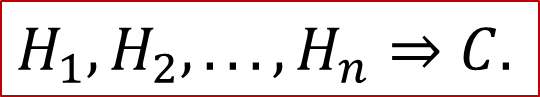 H₁, H₂, . . . , Hₙ ⇒ C.